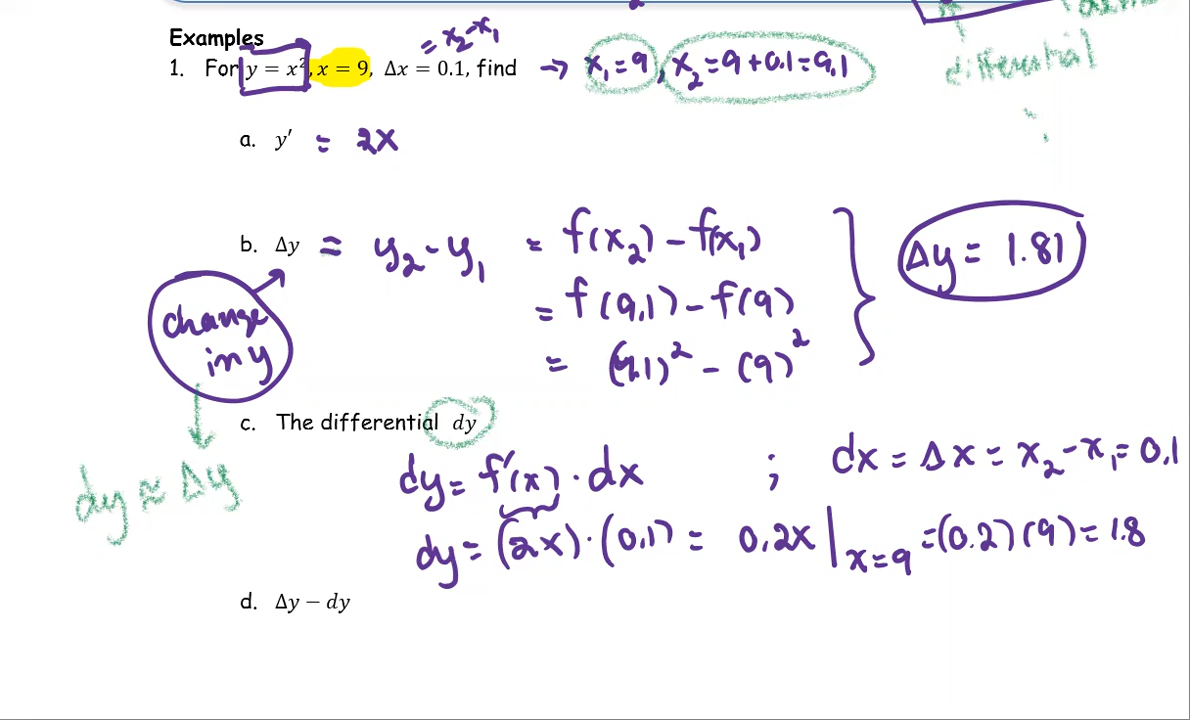 Examples
= x₂-x₁
1. For y = x², x = 9, Δx = 0.1, find → x₁=9, x₂=9+0.1=9.1
differential
a. y′ = 2x
b. Δy = y₂-y₁ = f(x₂)-f(x₁)
= f(9.1)-f(9)
= (9.1)² - (9)²
Δy = 1.81
change
in y
c. The differential dy
dy ≈ Δy
dy = f'(x)·dx ; dx = Δx = x₂-x₁= 0.1
dy = (2x)·(0.1) = 0.2x|x=9 =(0.2)(9)= 1.8
d. Δy – dy